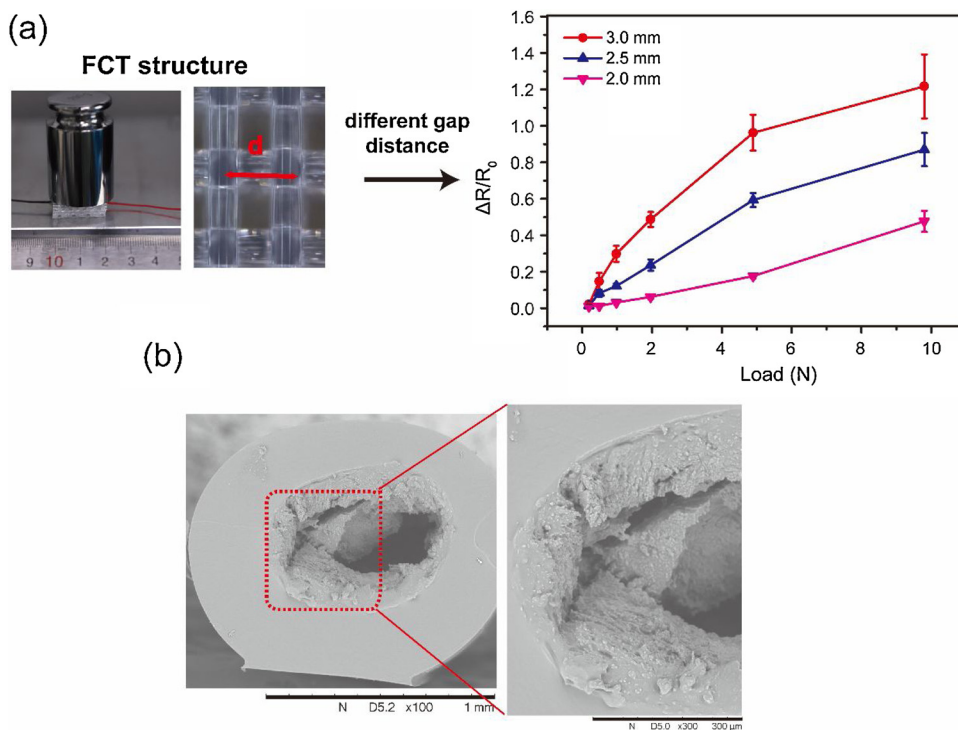 (a)
FCT structure
9 10 1 2 3 4 5
d
different gap
distance
1.6
1.4
1.2
1.0
0.8
0.6
0.4
0.2
0.0
ΔR/R₀
3.0 mm
2.5 mm
2.0 mm
0 2 4 6 8 10
Load (N)
(b)
N D5.2 x100 1 mm
N D5.0 x300 300 μm